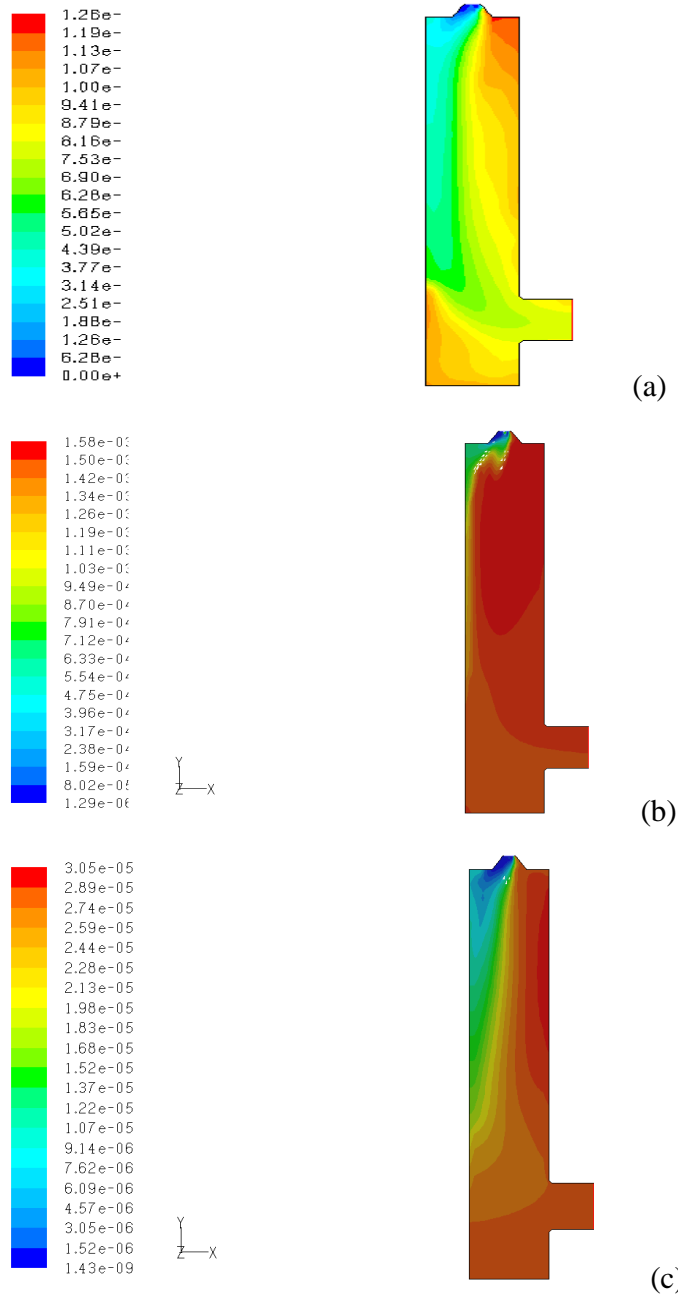 1.26e-
1.19e-
1.13e-
1.07e-
1.00e-
9.41e-
8.79e-
8.16e-
7.53e-
6.90e-
6.28e-
5.65e-
5.02e-
4.39e-
3.77e-
3.14e-
2.51e-
1.88e-
1.26e-
6.28e-
0.00e+
(a)
1.58e-03
1.50e-03
1.42e-03
1.34e-03
1.26e-03
1.19e-03
1.11e-03
1.03e-03
9.49e-04
8.70e-04
7.91e-04
7.12e-04
6.33e-04
5.54e-04
4.75e-04
3.96e-04
3.17e-04
2.38e-04
1.59e-04
8.02e-05
1.29e-06
Y
Z X
(b)
3.05e-05
2.89e-05
2.74e-05
2.59e-05
2.44e-05
2.28e-05
2.13e-05
1.98e-05
1.83e-05
1.68e-05
1.52e-05
1.37e-05
1.22e-05
1.07e-05
9.14e-06
7.62e-06
6.09e-06
4.57e-06
3.05e-06
1.52e-06
1.43e-09
Y
Z X
(c)